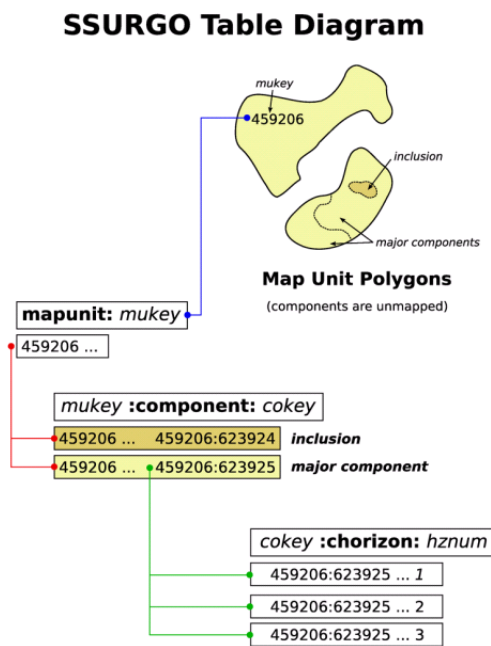 SSURGO Table Diagram
mukey
459206
inclusion
major components
Map Unit Polygons
(components are unmapped)
mapunit: mukey
459206 ...
mukey :component: cokey
459206 ... 459206:623924 inclusion
459206 ... 459206:623925 major component
cokey :chorizon: hznum
459206:623925 ... 1
459206:623925 ... 2
459206:623925 ... 3